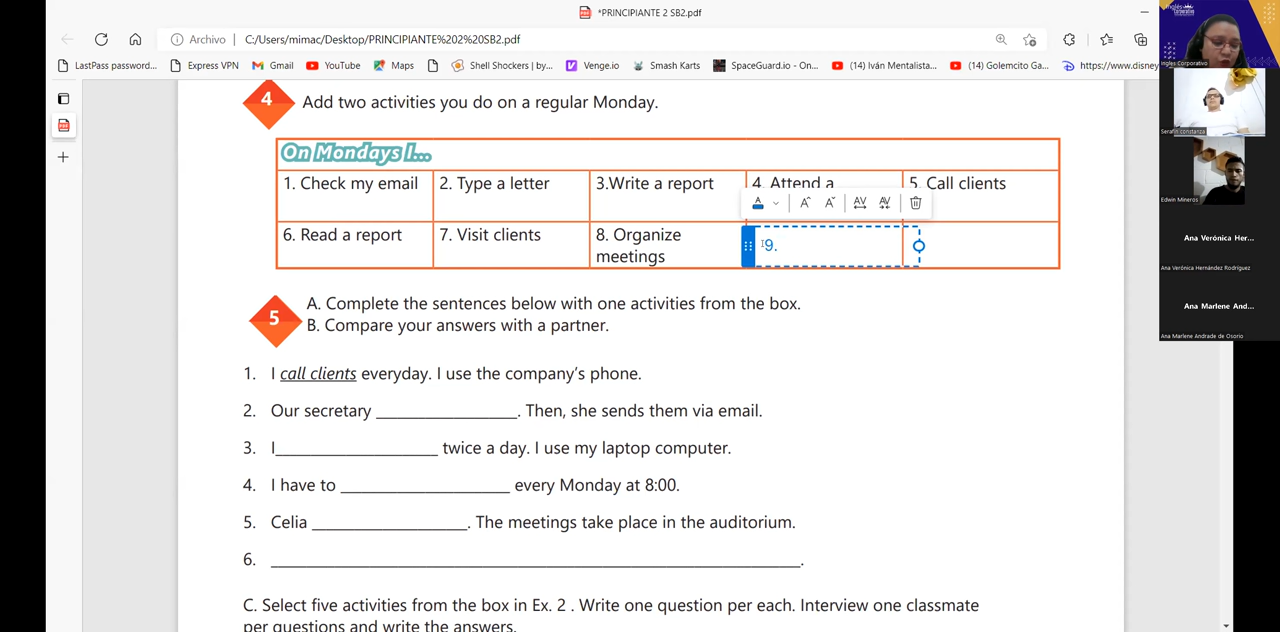 *PRINCIPIANTE 2 SB2.pdf
Archivo | C:/Users/mimac/Desktop/PRINCIPIANTE%202%20SB2.pdf
LastPass password... Express VPN Gmail YouTube Maps Shell Shockers | by... Venge.io Smash Karts SpaceGuard.io - On... (14) Iván Mentalista... (14) Golemcito Ga... https://www.disney
4 Add two activities you do on a regular Monday.
On Mondays I...
1. Check my email 2. Type a letter 3.Write a report 4. Attend a 5. Call clients
6. Read a report 7. Visit clients 8. Organize meetings 9.
5 A. Complete the sentences below with one activities from the box.
B. Compare your answers with a partner.
1. I call clients everyday. I use the company's phone.
2. Our secretary ________________. Then, she sends them via email.
3. I__________________ twice a day. I use my laptop computer.
4. I have to ___________________ every Monday at 8:00.
5. Celia _________________. The meetings take place in the auditorium.
6. ___________________________________________________________.
C. Select five activities from the box in Ex. 2 . Write one question per each. Interview one classmate
per questions and write the answers.
Inglés Corporativo
Ingles Corporativo
Serafin constanza
Edwin Mineros
Ana Verónica Her...
Ana Verónica Hernández Rodríguez
Ana Marlene And...
Ana Marlene Andrade de Osorio